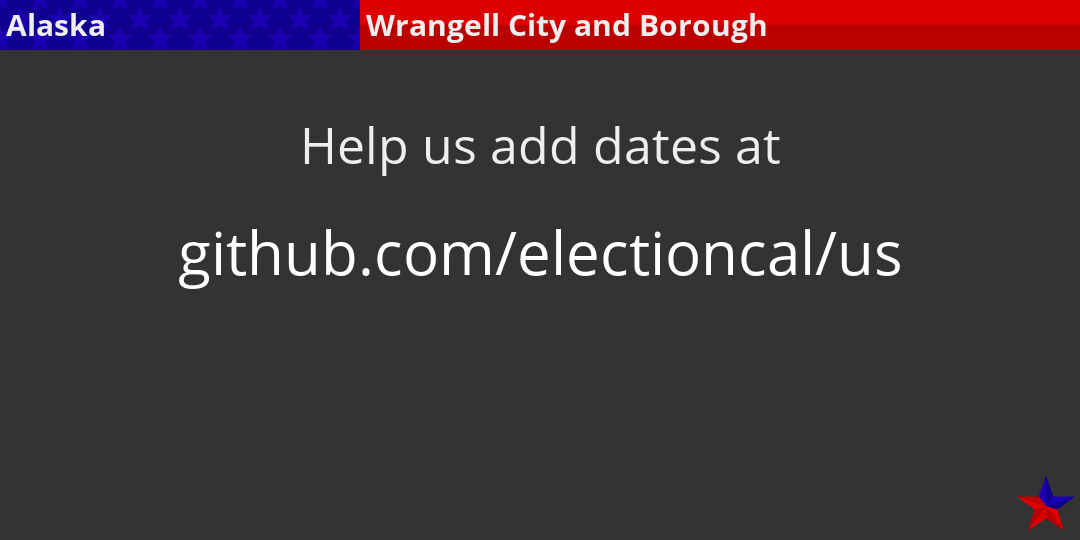 Alaska
Wrangell City and Borough
Help us add dates at
github.com/electioncal/us